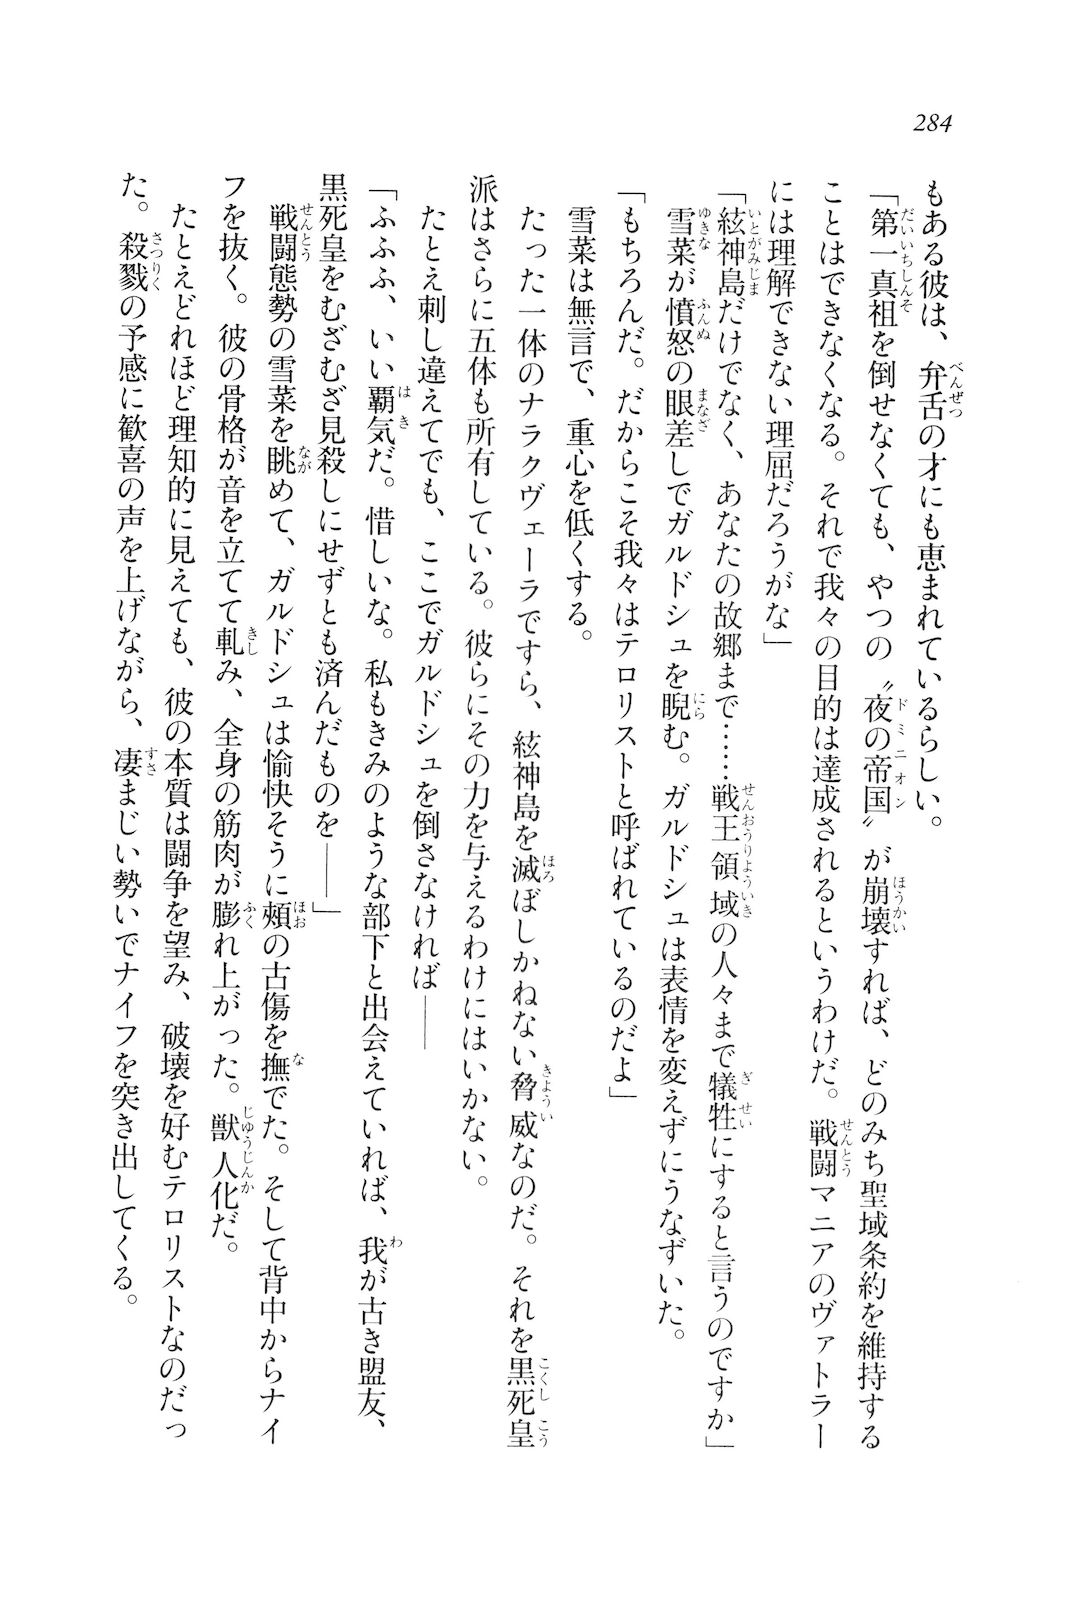 284
もある彼は、弁舌の才にも恵まれているらしい。
「第一真祖を倒せなくても、やつの〝夜の帝国〟が崩壊すれば、どのみち聖域条約を維持する
ことはできなくなる。それで我々の目的は達成されるというわけだ。戦闘マニアのヴァトラー
には理解できない理屈だろうがな」
「絃神島だけでなく、あなたの故郷まで……戦王領域の人々まで犠牲にすると言うのですか」
雪菜が憤怒の眼差しでガルドシュを睨む。ガルドシュは表情を変えずにうなずいた。
「もちろんだ。だからこそ我々はテロリストと呼ばれているのだよ」
雪菜は無言で、重心を低くする。
たった一体のナラクヴェーラですら、絃神島を滅ぼしかねない脅威なのだ。それを黒死皇
派はさらに五体も所有している。彼らにその力を与えるわけにはいかない。
たとえ刺し違えてでも、ここでガルドシュを倒さなければ――
「ふふふ、いい覇気だ。惜しいな。私もきみのような部下と出会えていれば、我が古き盟友、
黒死皇をむざむざ見殺しにせずとも済んだものを――」
戦闘態勢の雪菜を眺めて、ガルドシュは愉快そうに頰の古傷を撫でた。そして背中からナイ
フを抜く。彼の骨格が音を立てて軋み、全身の筋肉が膨れ上がった。獣人化だ。
たとえどれほど理知的に見えても、彼の本質は闘争を望み、破壊を好むテロリストなのだっ
た。殺戮の予感に歓喜の声を上げながら、凄まじい勢いでナイフを突き出してくる。